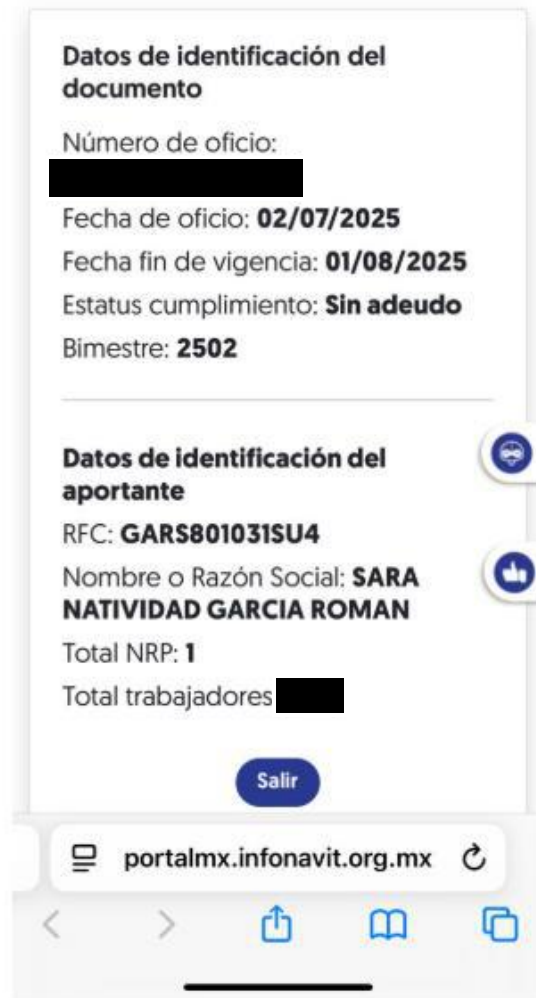 Datos de identificación del
documento
Número de oficio:
Fecha de oficio: 02/07/2025
Fecha fin de vigencia: 01/08/2025
Estatus cumplimiento: Sin adeudo
Bimestre: 2502
Datos de identificación del
aportante
RFC: GARS801031SU4
Nombre o Razón Social: SARA
NATIVIDAD GARCIA ROMAN
Total NRP: 1
Total trabajadores
Salir
portalmx.infonavit.org.mx